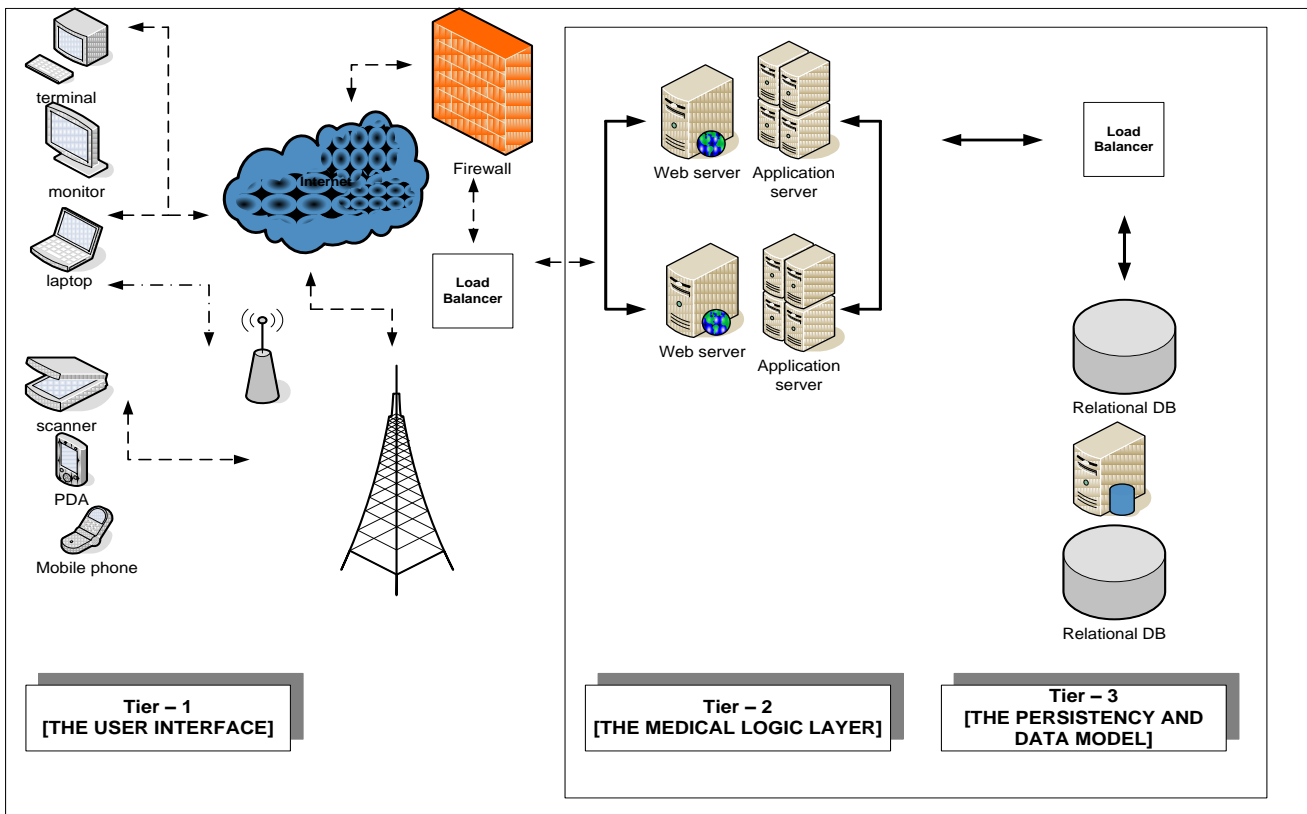 terminal
monitor
laptop
scanner
PDA
Mobile phone
Internet
Firewall
Load
Balancer
Web server
Application
server
Web server
Application
server
Load
Balancer
Relational DB
Relational DB
Tier – 1
[THE USER INTERFACE]
Tier – 2
[THE MEDICAL LOGIC LAYER]
Tier – 3
[THE PERSISTENCY AND
DATA MODEL]